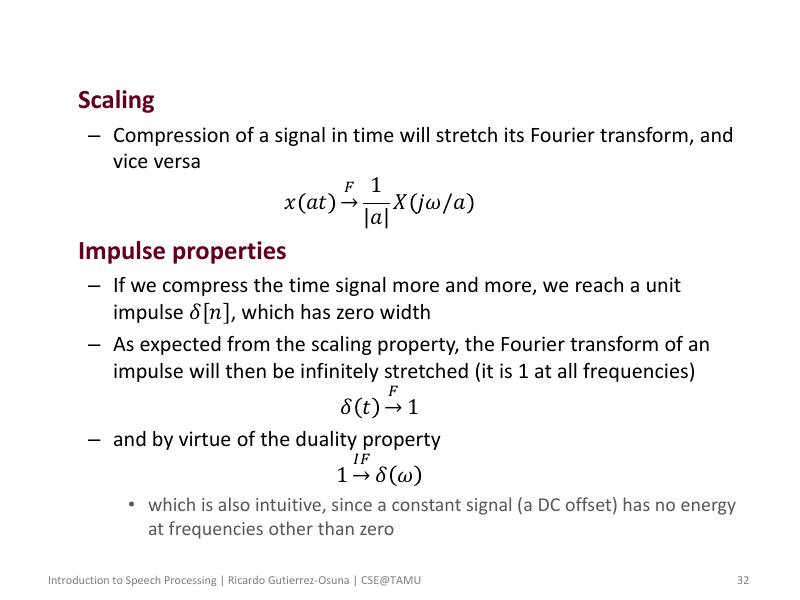 Scaling
– Compression of a signal in time will stretch its Fourier transform, and
vice versa
x(at) →^F 1/|a| X(jω/a)
Impulse properties
– If we compress the time signal more and more, we reach a unit
impulse δ[n], which has zero width
– As expected from the scaling property, the Fourier transform of an
impulse will then be infinitely stretched (it is 1 at all frequencies)
δ(t) →^F 1
– and by virtue of the duality property
1 →^IF δ(ω)
• which is also intuitive, since a constant signal (a DC offset) has no energy
at frequencies other than zero
Introduction to Speech Processing | Ricardo Gutierrez-Osuna | CSE@TAMU 32